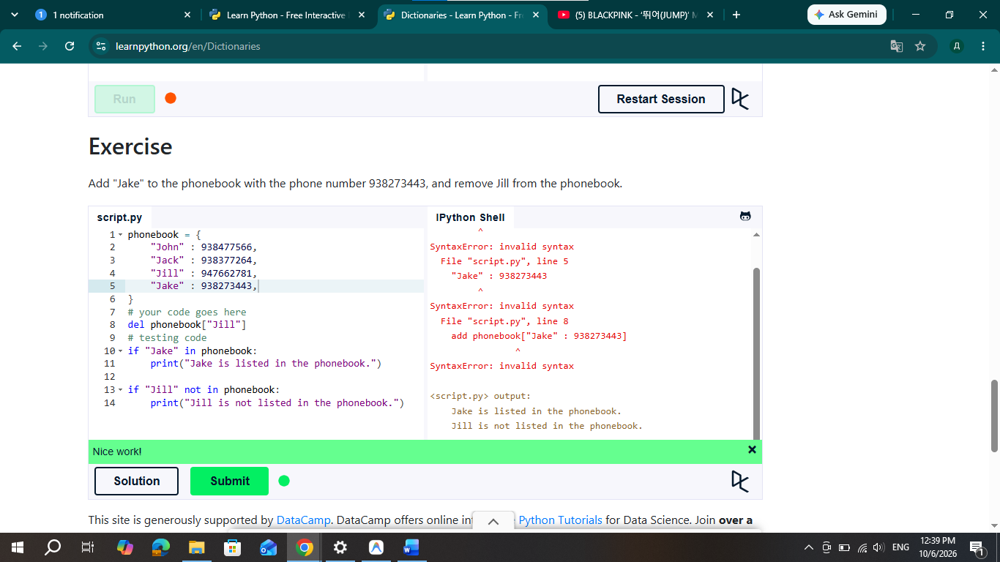 1 notification
Learn Python - Free Interactive
Dictionaries - Learn Python - Fr
(5) BLACKPINK - ‘뛰어(JUMP)’ M
Ask Gemini
learnpython.org/en/Dictionaries
Д
Run
Restart Session
Exercise
Add "Jake" to the phonebook with the phone number 938273443, and remove Jill from the phonebook.
script.py
1 phonebook = {
2 "John" : 938477566,
3 "Jack" : 938377264,
4 "Jill" : 947662781,
5 "Jake" : 938273443,
6 }
7 # your code goes here
8 del phonebook["Jill"]
9 # testing code
10 if "Jake" in phonebook:
11 print("Jake is listed in the phonebook.")
12
13 if "Jill" not in phonebook:
14 print("Jill is not listed in the phonebook.")
IPython Shell
^
SyntaxError: invalid syntax
File "script.py", line 5
"Jake" : 938273443
^
SyntaxError: invalid syntax
File "script.py", line 8
add phonebook["Jake" : 938273443]
^
SyntaxError: invalid syntax
<script.py> output:
Jake is listed in the phonebook.
Jill is not listed in the phonebook.
Nice work!
Solution
Submit
This site is generously supported by DataCamp. DataCamp offers online in Python Tutorials for Data Science. Join over a
ENG
12:39 PM
10/6/2026
1